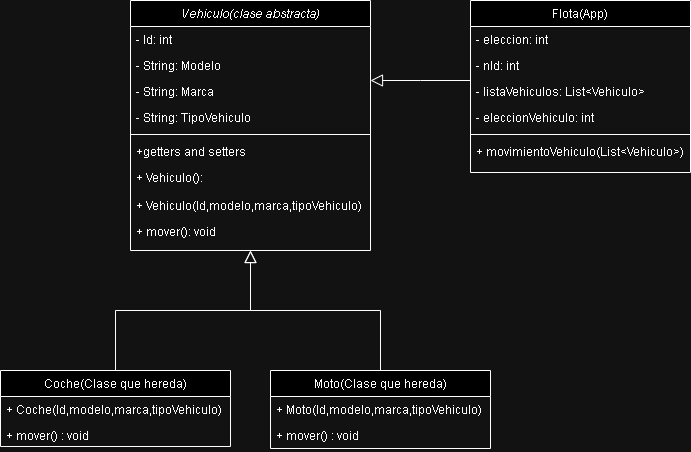 Vehiculo(clase abstracta)
- Id: int
- String: Modelo
- String: Marca
- String: TipoVehiculo
+getters and setters
+ Vehiculo():
+ Vehiculo(Id,modelo,marca,tipoVehiculo)
+ mover(): void
Flota(App)
- eleccion: int
- nId: int
- listaVehiculos: List<Vehiculo>
- eleccionVehiculo: int
+ movimientoVehiculo(List<Vehiculo>)
Coche(Clase que hereda)
+ Coche(Id,modelo,marca,tipoVehiculo)
+ mover() : void
Moto(Clase que hereda)
+ Moto(Id,modelo,marca,tipoVehiculo)
+ mover() : void